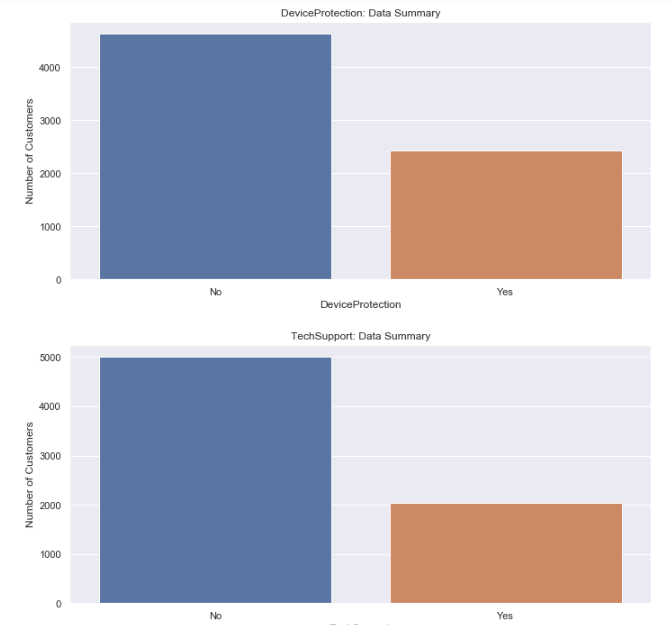 DeviceProtection: Data Summary
Number of Customers
4000
3000
2000
1000
0
No Yes
DeviceProtection
TechSupport: Data Summary
Number of Customers
5000
4000
3000
2000
1000
0
No Yes